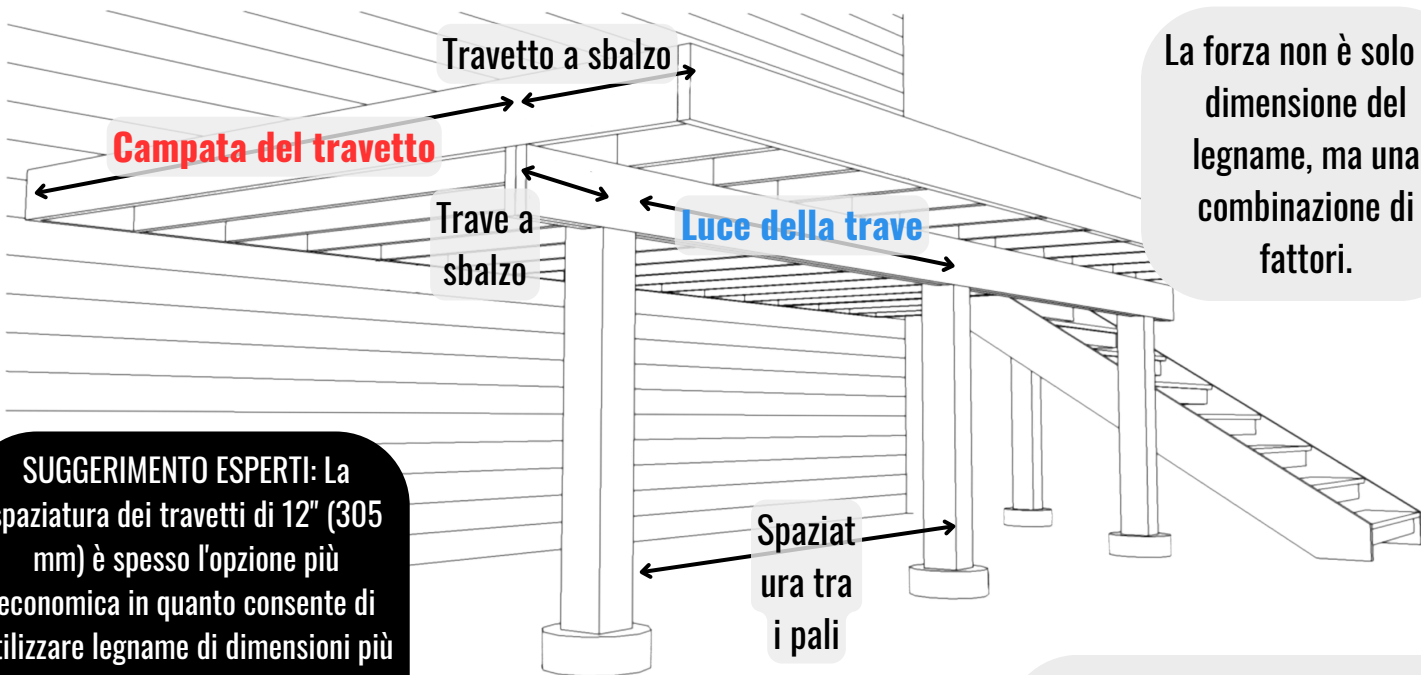 Travetto a sbalzo
La forza non è solo
dimensione del
legname, ma una
combinazione di
fattori.
Campata del travetto
Trave a
sbalzo
Luce della trave
SUGGERIMENTO ESPERTI: La
spaziatura dei travetti di 12" (305
mm) è spesso l'opzione più
economica in quanto consente di
utilizzare legname di dimensioni più
Spaziat
ura tra
i pali